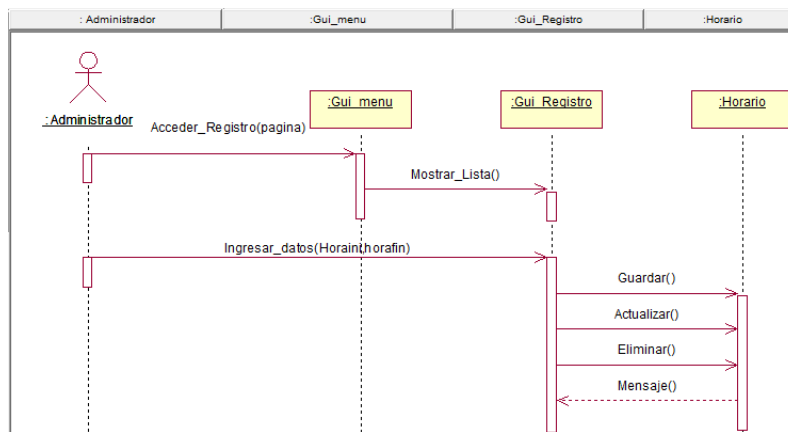 : Administrador
:Gui_menu
:Gui_Registro
:Horario
:Gui_menu
:Gui_Registro
:Horario
: Administrador
Acceder_Registro(pagina)
Mostrar_Lista()
Ingresar_datos(Horaini,horafin)
Guardar()
Actualizar()
Eliminar()
Mensaje()